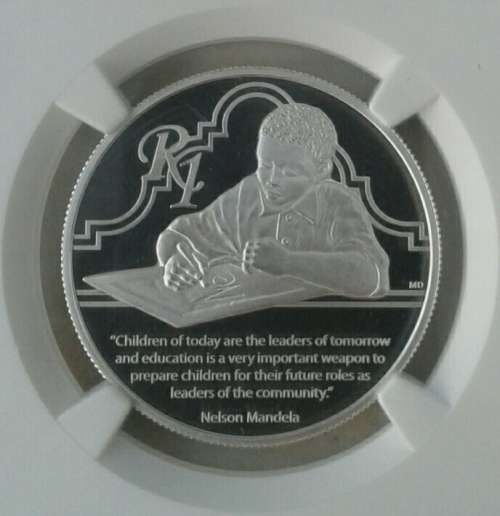 R1
MD
"Children of today are the leaders of tomorrow
and education is a very important weapon to
prepare children for their future roles as
leaders of the community."
Nelson Mandela